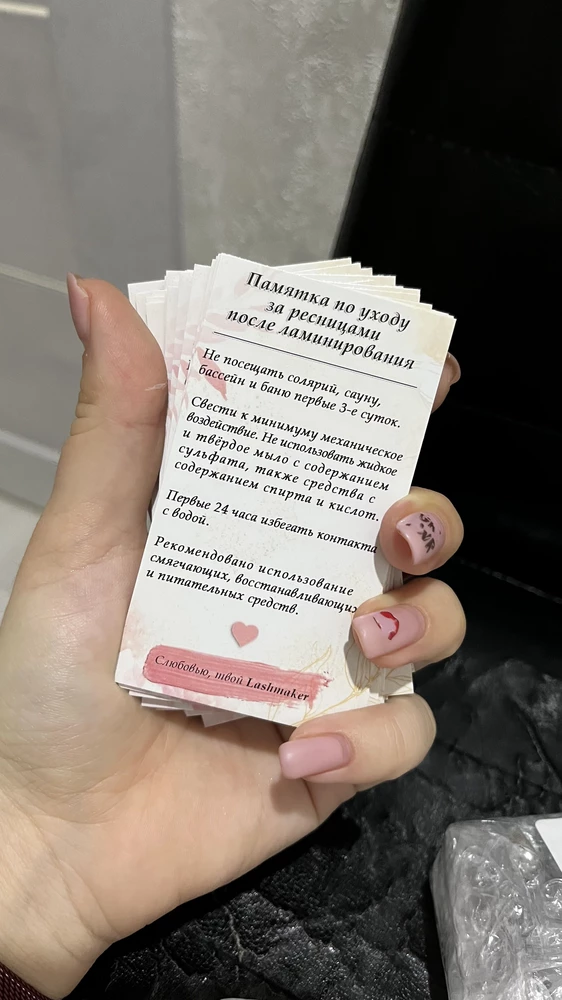 Памятка по уходу
за ресницами
после ламинирования
Не посещать солярий, сауну,
бассейн и баню первые 3-е суток.
Свести к минимуму механическое
воздействие. Не использовать жидкое
и твёрдое мыло с содержанием
сульфата, также средства с
содержанием спирта и кислот.
Первые 24 часа избегать контакта
с водой.
Рекомендовано использование
смягчающих, восстанавливающих
и питательных средств.
Слюбовью, твой Lashmaker